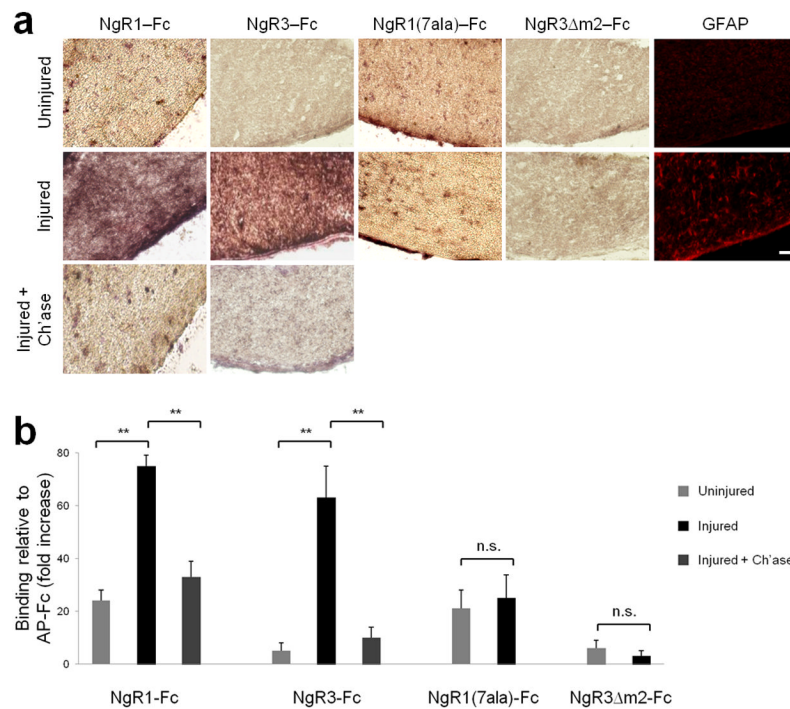 a
NgR1–Fc NgR3–Fc NgR1(7ala)–Fc NgR3Δm2–Fc GFAP
Uninjured
Injured
Injured +
Ch'ase
b
Binding relative to
AP-Fc (fold increase)
80
60
40
20
0
** ** ** ** n.s. n.s.
Uninjured
Injured
Injured + Ch'ase
NgR1-Fc NgR3-Fc NgR1(7ala)-Fc NgR3Δm2-Fc